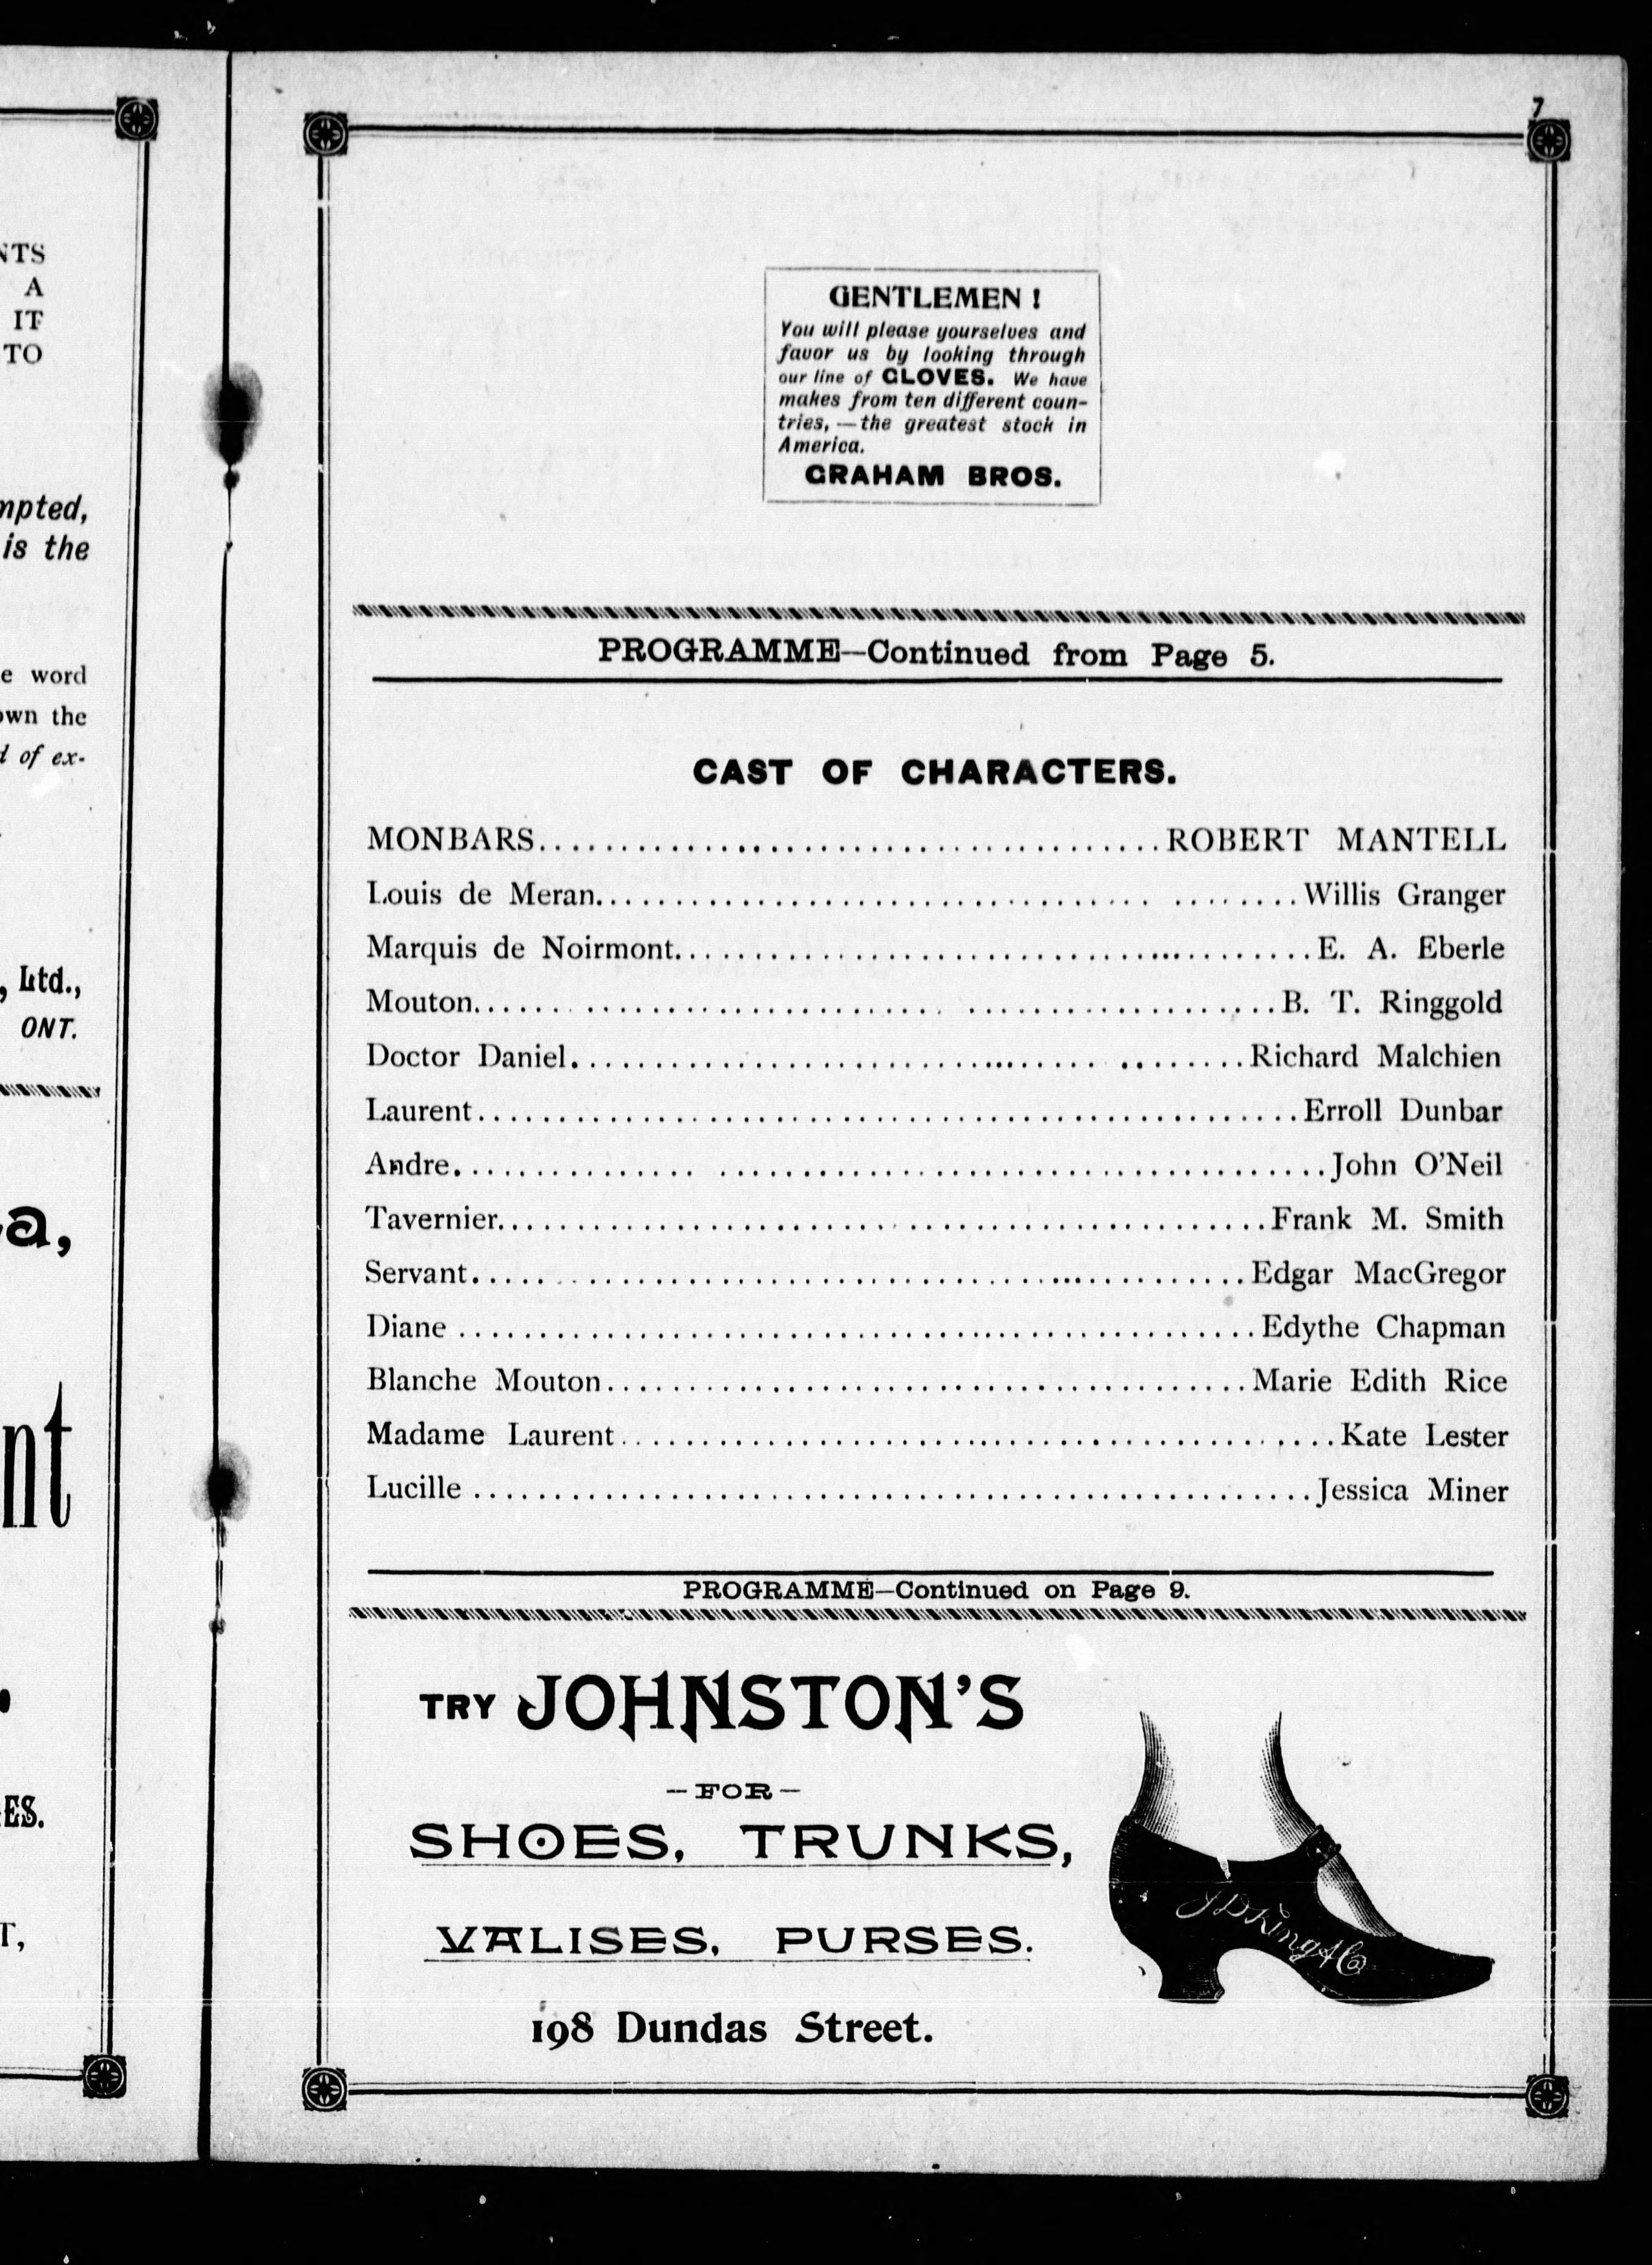 NTS
A
IT
TO
mpted,
is the
e word
own the
d of ex-
, Ltd.,
ONT.
a,
nt
ES.
T,
7
GENTLEMEN !
You will please yourselves and
favor us by looking through
our line of GLOVES. We have
makes from ten different coun-
tries, — the greatest stock in
America.
GRAHAM BROS.
PROGRAMME—Continued from Page 5.
CAST OF CHARACTERS.
MONBARS........................................ROBERT MANTELL
Louis de Meran........................................Willis Granger
Marquis de Noirmont........................................E. A. Eberle
Mouton........................................B. T. Ringgold
Doctor Daniel........................................Richard Malchien
Laurent........................................Erroll Dunbar
Andre........................................John O'Neil
Tavernier........................................Frank M. Smith
Servant........................................Edgar MacGregor
Diane ........................................Edythe Chapman
Blanche Mouton........................................Marie Edith Rice
Madame Laurent........................................Kate Lester
Lucille ........................................Jessica Miner
PROGRAMME—Continued on Page 9.
TRY JOHNSTON'S
—FOR—
SHOES, TRUNKS,
VALISES, PURSES.
198 Dundas Street.
J D King & Co